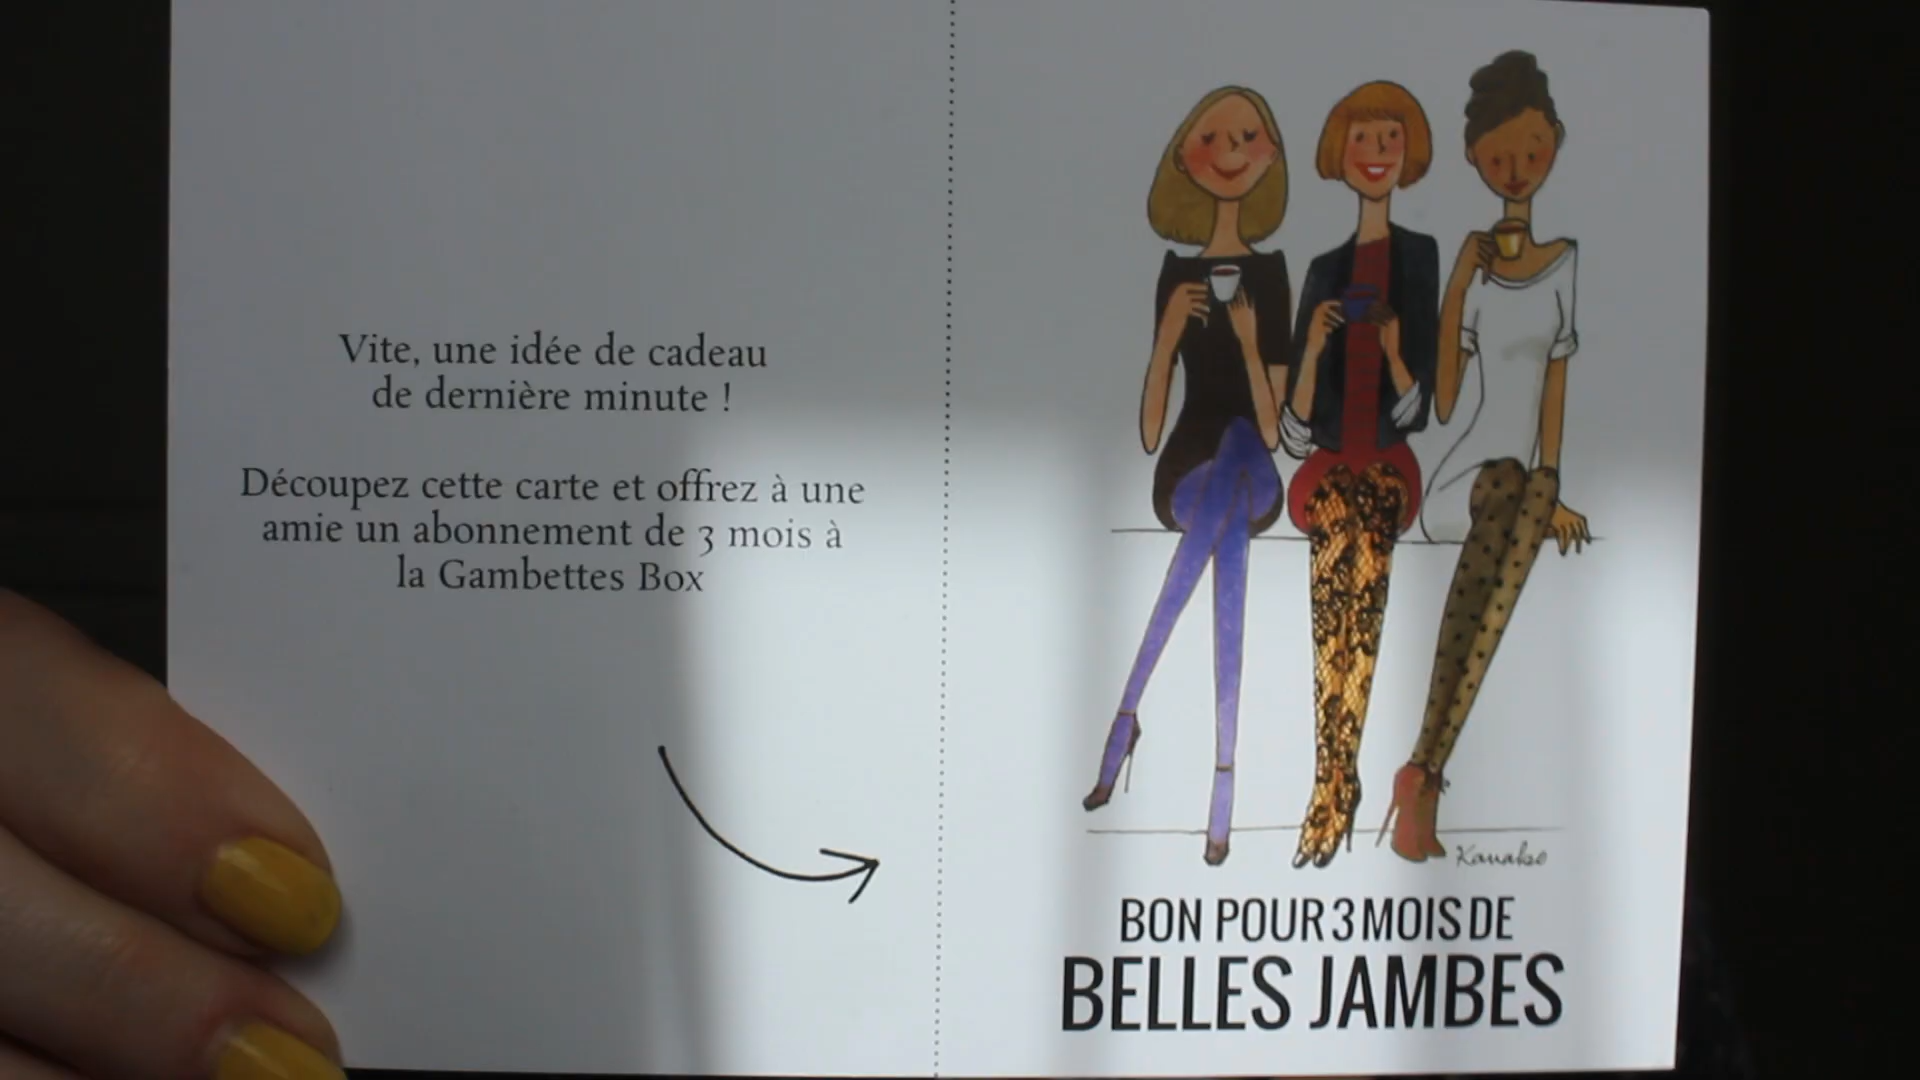 Vite, une idée de cadeau
de dernière minute !
Découpez cette carte et offrez à une
amie un abonnement de 3 mois à
la Gambettes Box
Kanako
BON POUR 3 MOIS DE
BELLES JAMBES